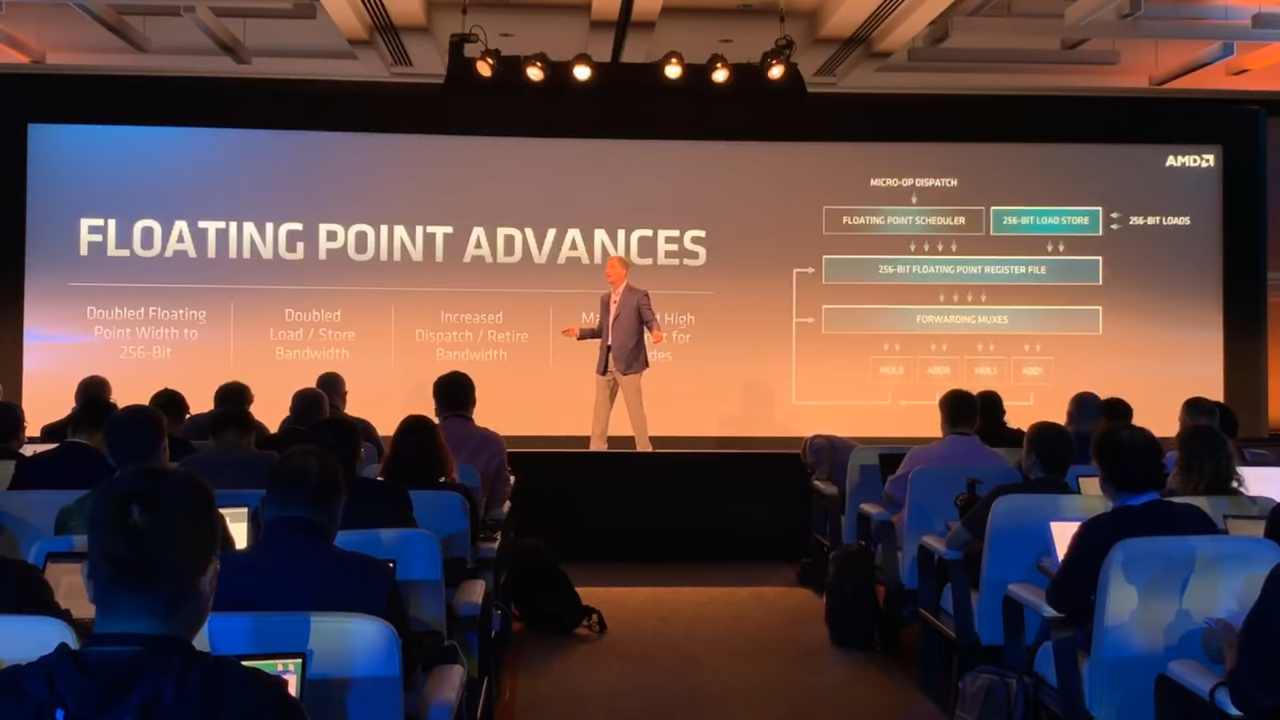 AMD
FLOATING POINT ADVANCES
Doubled Floating
Point Width to
256-Bit
Doubled
Load / Store
Bandwidth
Increased
Dispatch / Retire
Bandwidth
High
for
MICRO-OP DISPATCH
FLOATING POINT SCHEDULER
256-BIT LOAD STORE
256-BIT LOADS
256-BIT FLOATING POINT REGISTER FILE
FORWARDING MUXES
MUL0
ADD0
MUL1
ADD1